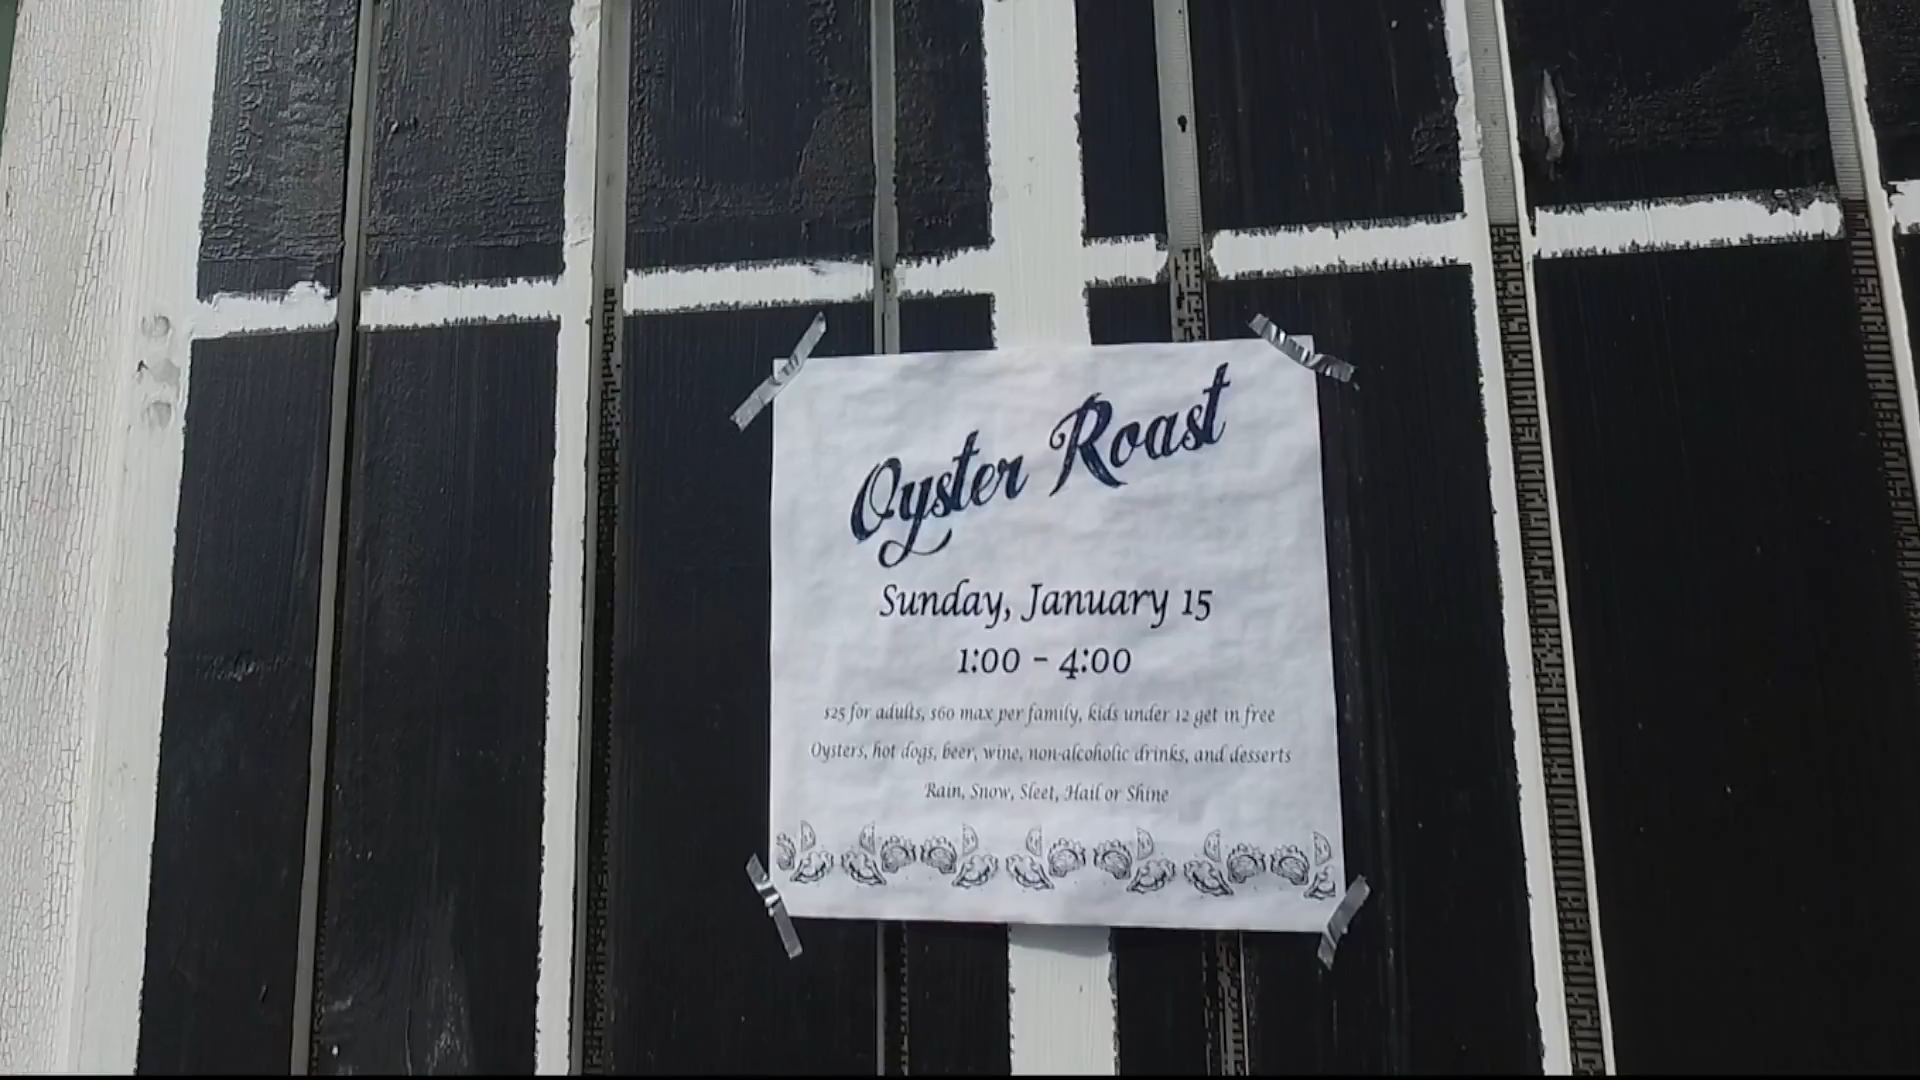 Oyster Roast
Sunday, January 15
1:00 - 4:00
$25 for adults, $60 max per family, kids under 12 get in free
Oysters, hot dogs, beer, wine, non-alcoholic drinks, and desserts
Rain, Snow, Sleet, Hail or Shine